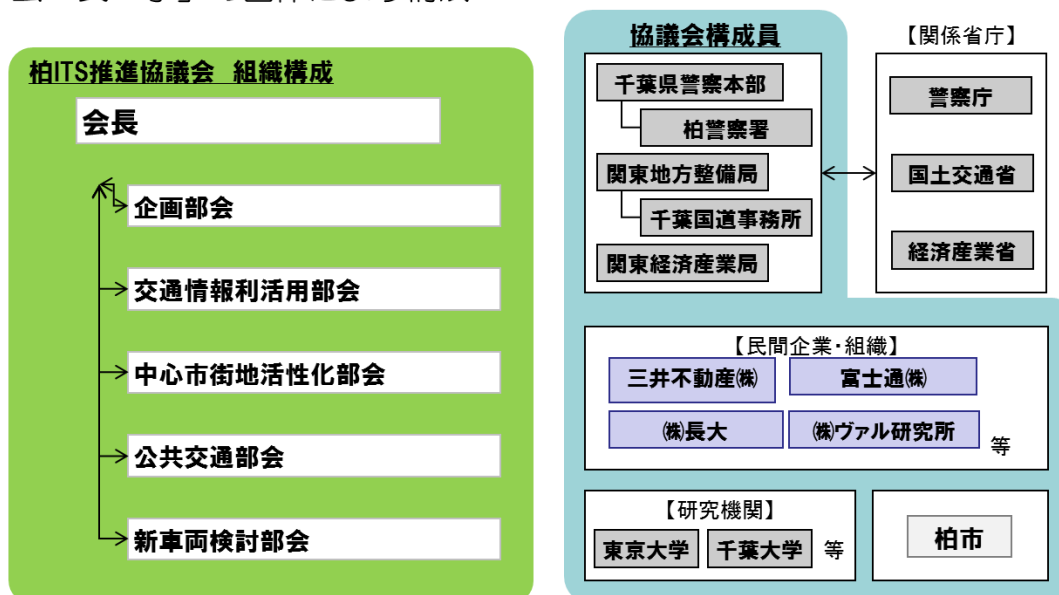 柏ITS推進協議会 組織構成
会長
企画部会
交通情報利活用部会
中心市街地活性化部会
公共交通部会
新車両検討部会
協議会構成員
千葉県警察本部
柏警察署
関東地方整備局
千葉国道事務所
関東経済産業局
【関係省庁】
警察庁
国土交通省
経済産業省
【民間企業・組織】
三井不動産㈱
富士通㈱
㈱長大
㈱ヴァル研究所
等
【研究機関】
東京大学
千葉大学
等
柏市